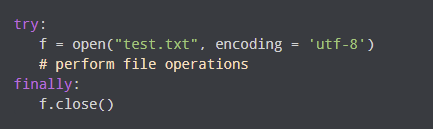 try:
   f = open("test.txt", encoding = 'utf-8')
   # perform file operations
finally:
   f.close()